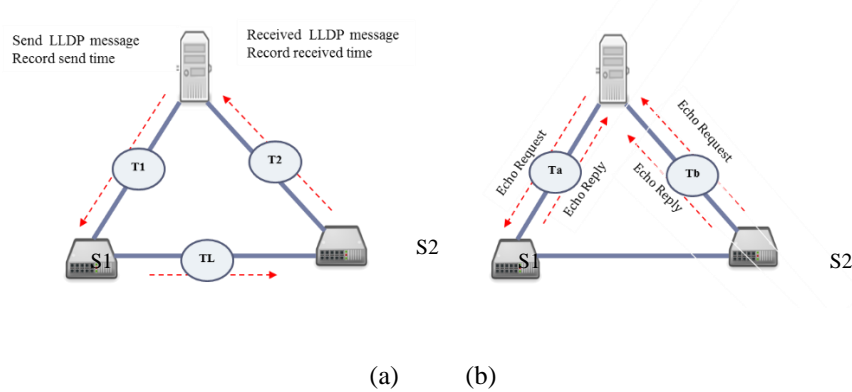 Send LLDP message
Record send time
Received LLDP message
Record received time
T1
T2
S1
TL
S2
Echo Request
Ta
Echo Reply
Echo Request
Tb
Echo Reply
S1
S2
(a)
(b)